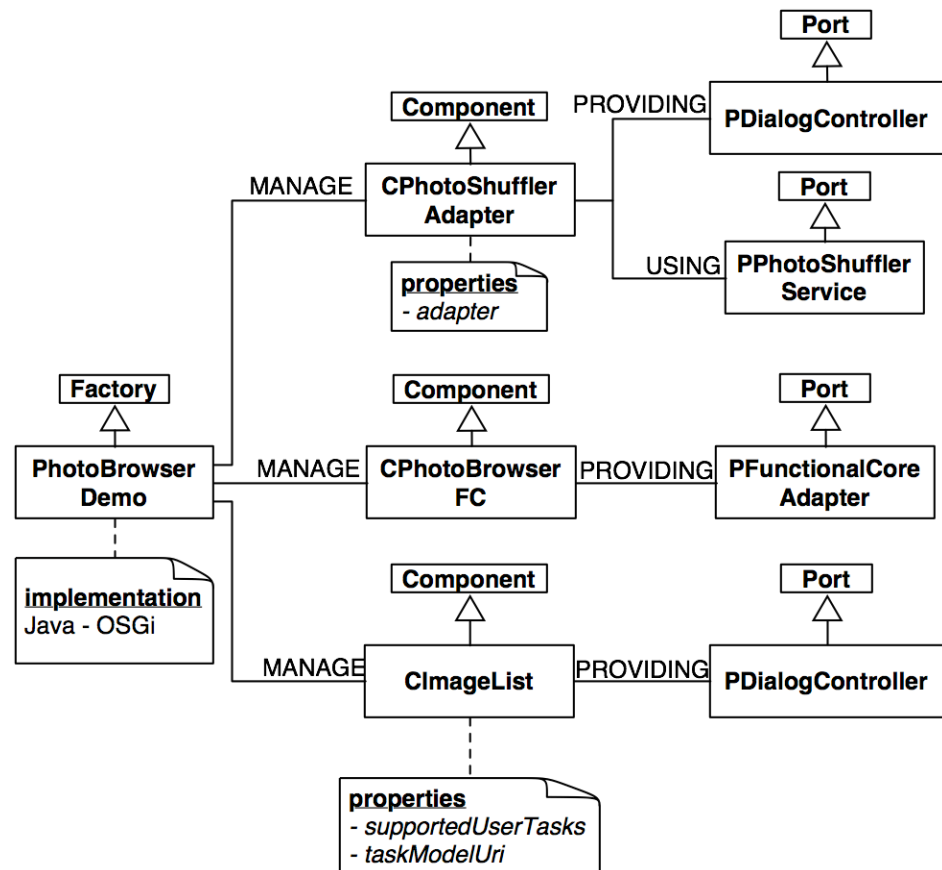 Port
PROVIDING
PDialogController
Component
MANAGE
CPhotoShuffler
Adapter
Port
USING
PPhotoShuffler
Service
properties
- adapter
Factory
PhotoBrowser
Demo
Component
MANAGE
CPhotoBrowser
FC
PROVIDING
Port
PFunctionalCore
Adapter
implementation
Java - OSGi
Component
MANAGE
CImageList
PROVIDING
Port
PDialogController
properties
- supportedUserTasks
- taskModelUri